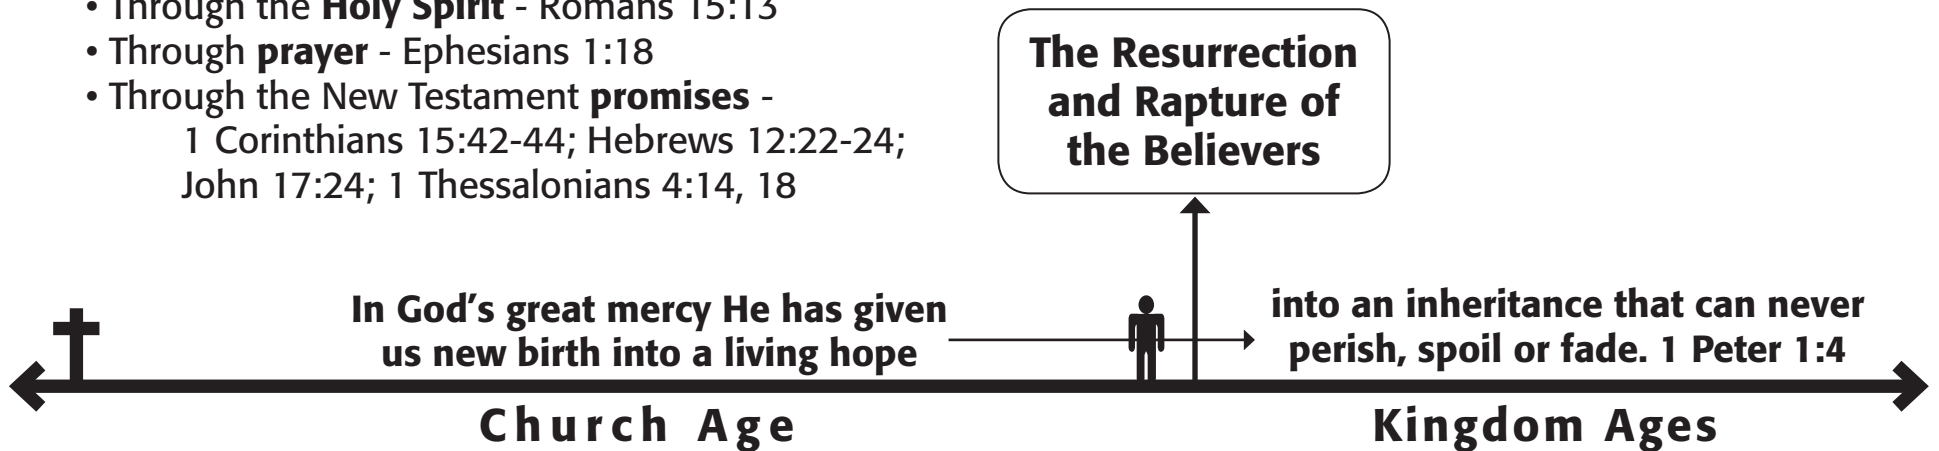 • Through the Holy Spirit - Romans 15:13
• Through prayer - Ephesians 1:18
• Through the New Testament promises -
1 Corinthians 15:42-44; Hebrews 12:22-24;
John 17:24; 1 Thessalonians 4:14, 18
The Resurrection
and Rapture of
the Believers
In God's great mercy He has given
us new birth into a living hope
into an inheritance that can never
perish, spoil or fade. 1 Peter 1:4
Church Age
Kingdom Ages